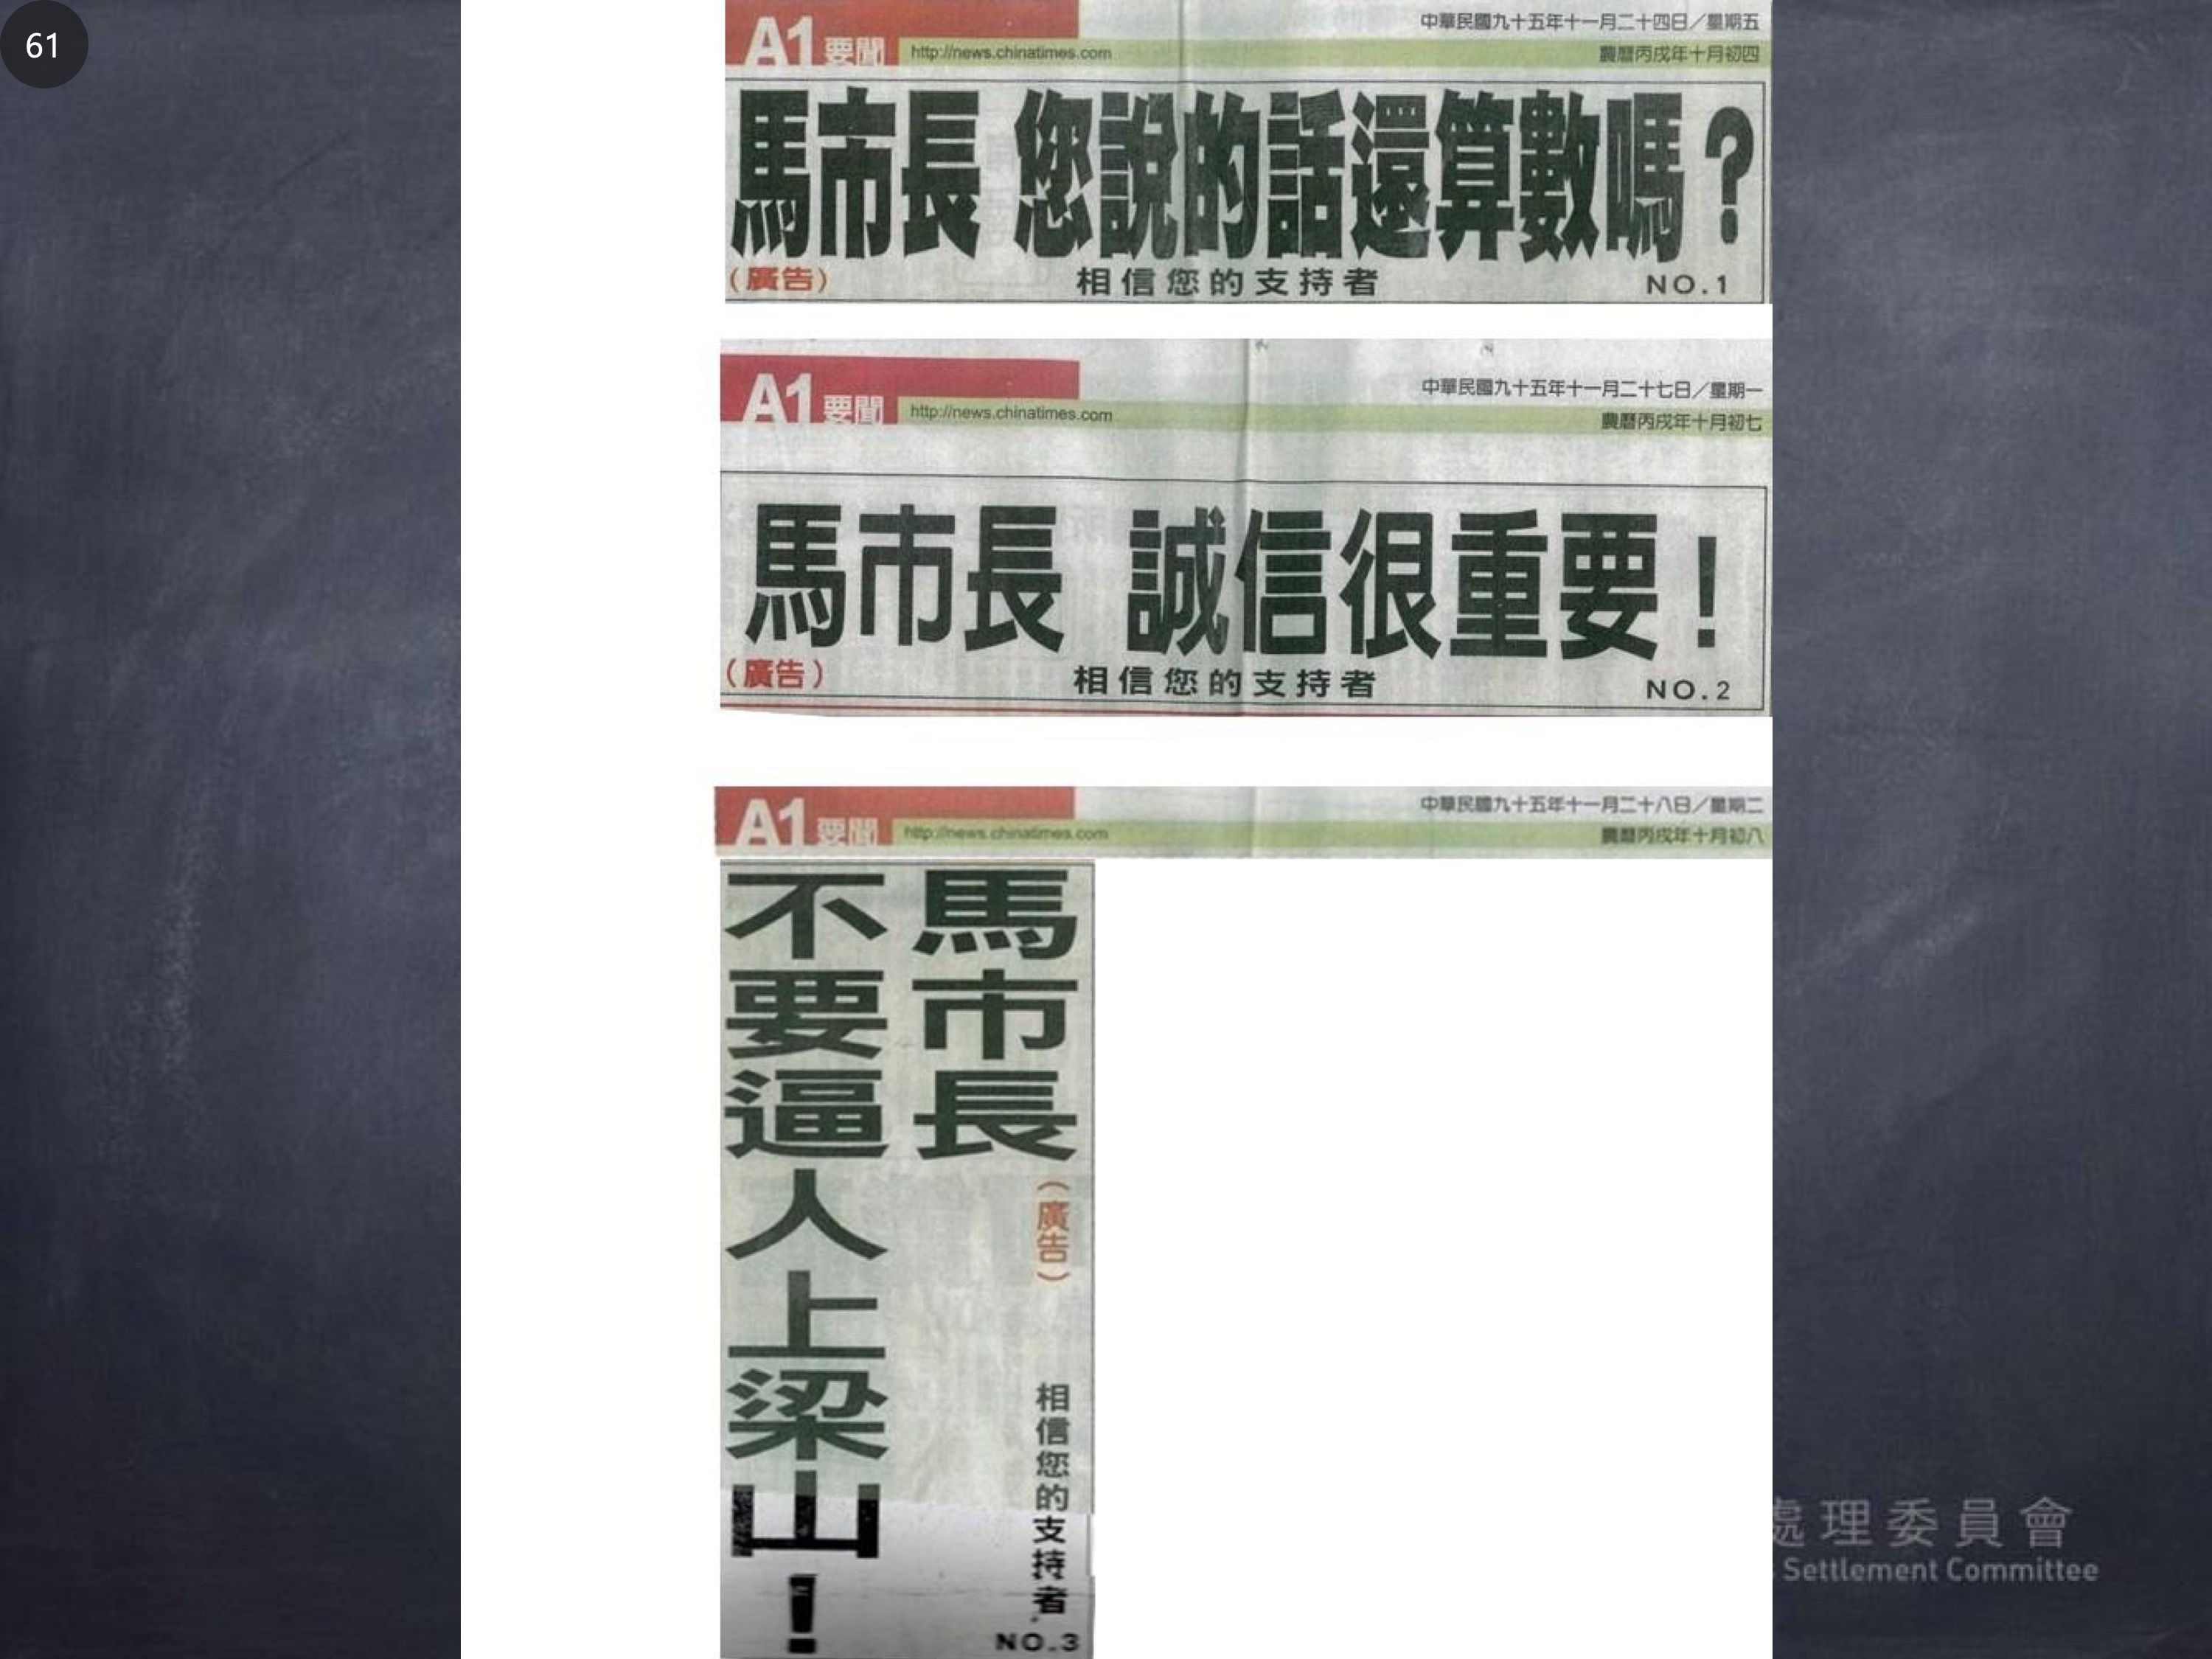 61
A1 要聞
http://news.chinatimes.com
中華民國九十五年十一月二十四日／星期五
農曆丙戌年十月初四
馬市長 您說的話還算數嗎？
（廣告）
相信您的支持者
NO.1
A1 要聞
http://news.chinatimes.com
中華民國九十五年十一月二十七日／星期一
農曆丙戌年十月初七
馬市長 誠信很重要！
（廣告）
相信您的支持者
NO.2
A1 要聞
http://news.chinatimes.com
中華民國九十五年十一月二十八日／星期二
農曆丙戌年十月初八
馬市長
不要逼人上梁山！
（廣告）
相信您的支持者
NO.3
處理委員會
Settlement Committee